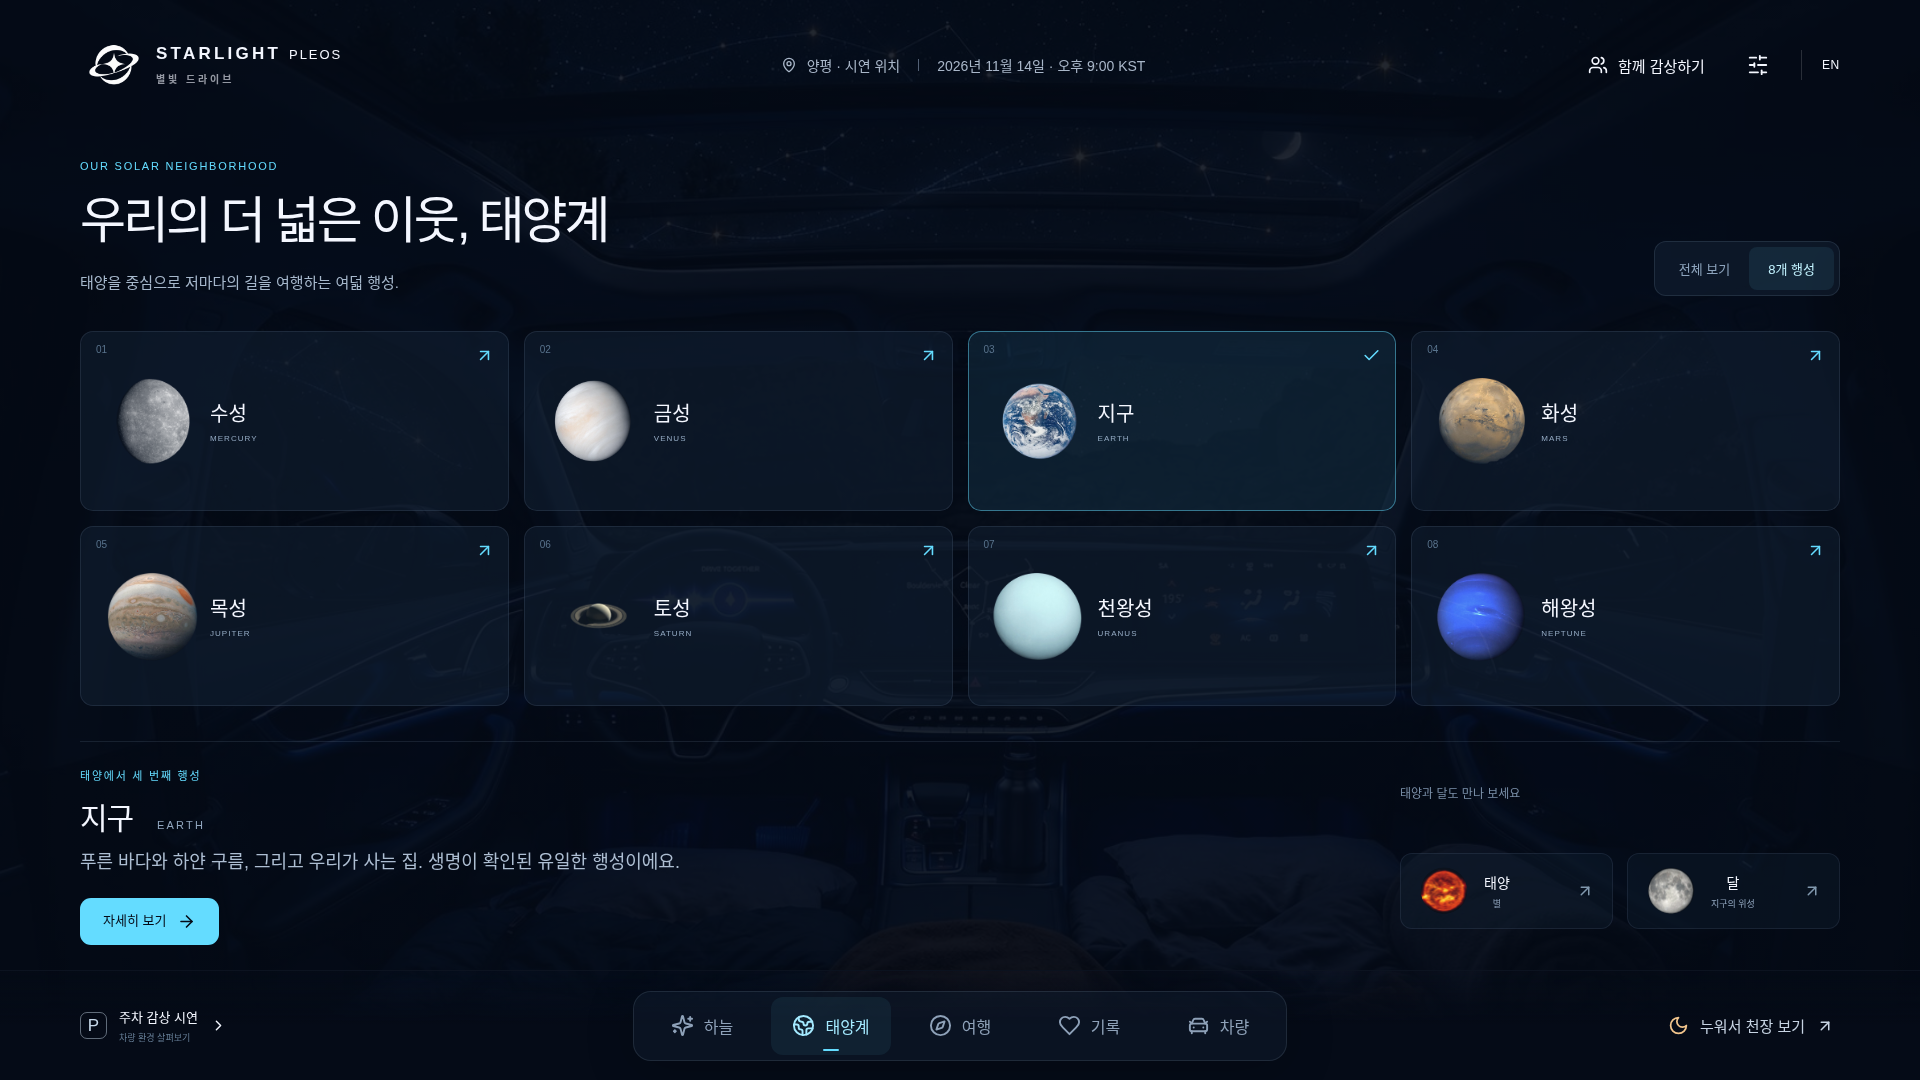 STARLIGHT PLEOS
별빛 드라이브
양평 · 시연 위치
2026년 11월 14일 · 오후 9:00 KST
함께 감상하기
EN
OUR SOLAR NEIGHBORHOOD
우리의 더 넓은 이웃, 태양계
태양을 중심으로 저마다의 길을 여행하는 여덟 행성.
전체 보기
8개 행성
01
수성
MERCURY
02
금성
VENUS
03
지구
EARTH
04
화성
MARS
05
목성
JUPITER
06
토성
SATURN
07
천왕성
URANUS
08
해왕성
NEPTUNE
태양에서 세 번째 행성
지구 EARTH
푸른 바다와 하얀 구름, 그리고 우리가 사는 집. 생명이 확인된 유일한 행성이에요.
자세히 보기
태양과 달도 만나 보세요
태양
별
달
지구의 위성
P
주차 감상 시연
차량 환경 살펴보기
하늘
태양계
여행
기록
차량
누워서 천장 보기